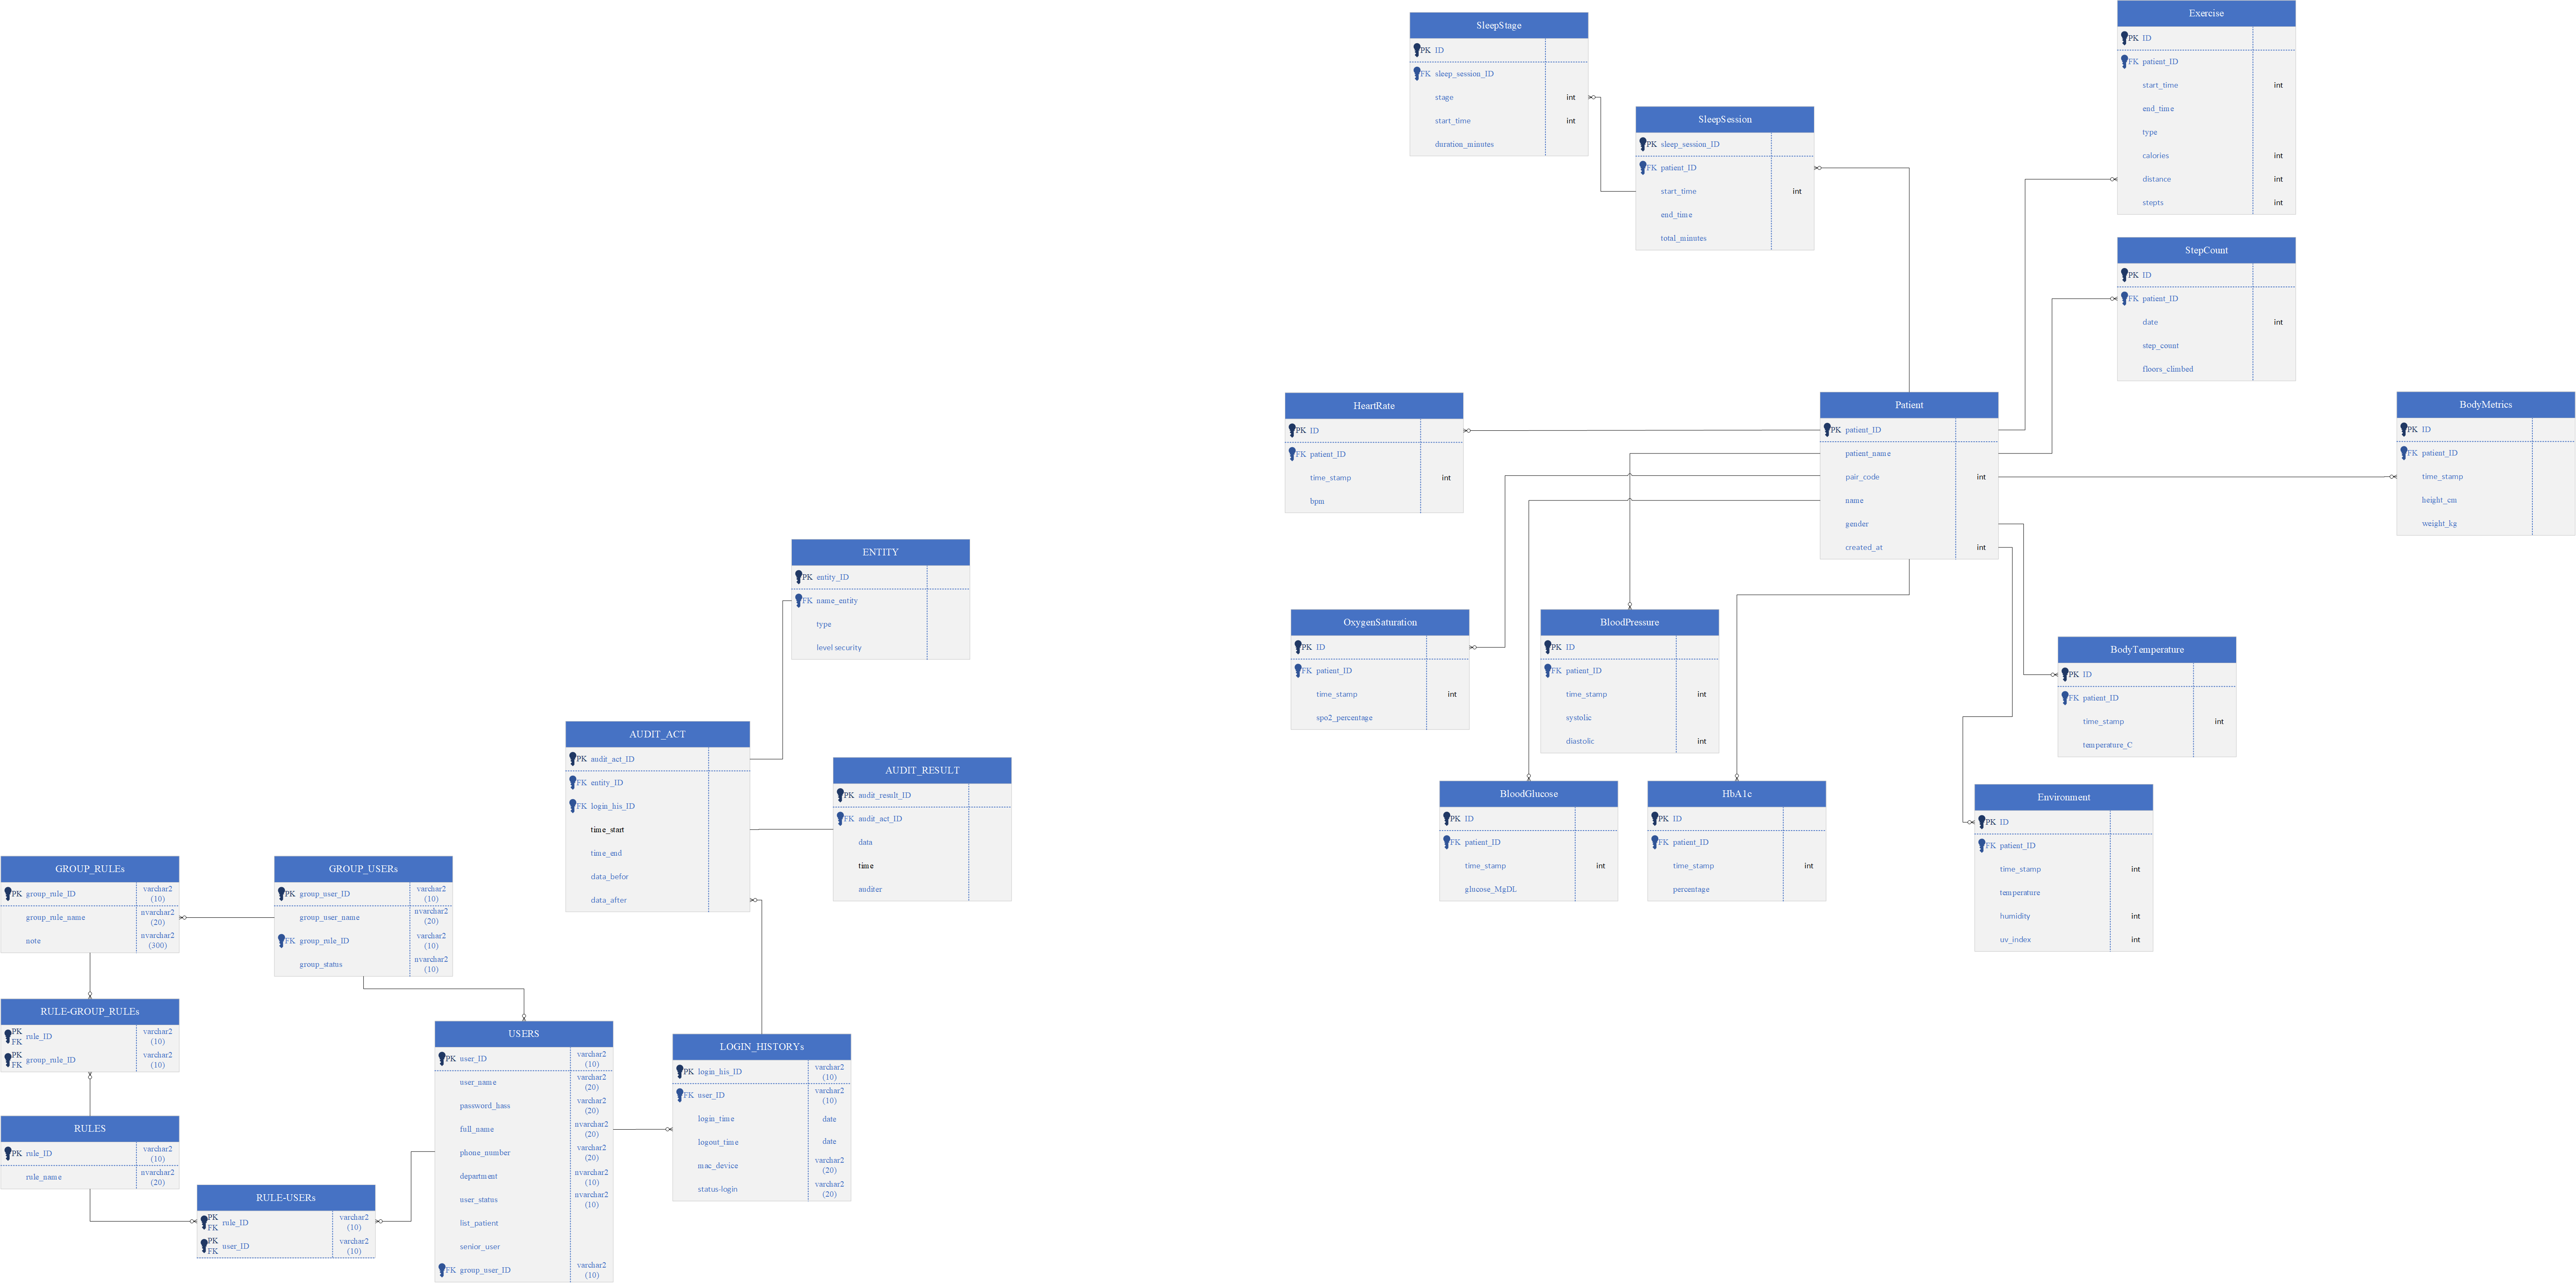 SleepStage
PK ID
FK sleep_session_ID
stage int
start_time int
duration_minutes
SleepSession
PK sleep_session_ID
FK patient_ID
start_time int
end_time
total_minutes
Exercise
PK ID
FK patient_ID
start_time int
end_time
type
calories int
distance int
stepts int
StepCount
PK ID
FK patient_ID
date int
step_count
floors_climbed
HeartRate
PK ID
FK patient_ID
time_stamp int
bpm
Patient
PK patient_ID
patient_name
pair_code int
name
gender
created_at int
BodyMetrics
PK ID
FK patient_ID
time_stamp
height_cm
weight_kg
ENTITY
PK entity_ID
FK name_entity
type
level security
OxygenSaturation
PK ID
FK patient_ID
time_stamp int
spo2_percentage
BloodPressure
PK ID
FK patient_ID
time_stamp int
systolic
diastolic int
BodyTemperature
PK ID
FK patient_ID
time_stamp int
temperature_C
AUDIT_ACT
PK audit_act_ID
FK entity_ID
FK login_his_ID
time_start
time_end
data_befor
data_after
AUDIT_RESULT
PK audit_result_ID
FK audit_act_ID
data
time
auditer
BloodGlucose
PK ID
FK patient_ID
time_stamp int
glucose_MgDL
HbA1c
PK ID
FK patient_ID
time_stamp int
percentage
Environment
PK ID
FK patient_ID
time_stamp int
temperature
humidity int
uv_index int
GROUP_RULEs
PK group_rule_ID varchar2
(10)
group_rule_name nvarchar2
(20)
note nvarchar2
(300)
GROUP_USERs
PK group_user_ID varchar2
(10)
group_user_name nvarchar2
(20)
FK group_rule_ID varchar2
(10)
group_status nvarchar2
(10)
RULE-GROUP_RULEs
PK
FK rule_ID varchar2
(10)
PK
FK group_rule_ID varchar2
(10)
RULES
PK rule_ID varchar2
(10)
rule_name nvarchar2
(20)
RULE-USERs
PK
FK rule_ID varchar2
(10)
PK
FK user_ID varchar2
(10)
USERS
PK user_ID varchar2
(10)
user_name varchar2
(20)
password_hass varchar2
(20)
full_name nvarchar2
(20)
phone_number varchar2
(20)
department nvarchar2
(10)
user_status nvarchar2
(10)
list_patient
senior_user
FK group_user_ID varchar2
(10)
LOGIN_HISTORYs
PK login_his_ID varchar2
(10)
FK user_ID varchar2
(10)
login_time date
logout_time date
mac_device varchar2
(20)
status-login varchar2
(20)